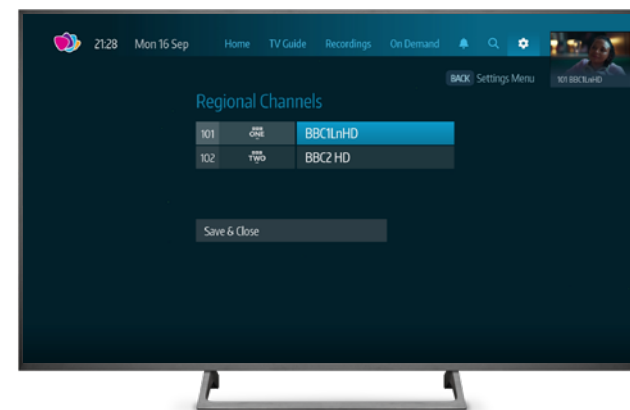 21:28 Mon 16 Sep Home TV Guide Recordings On Demand
BACK Settings Menu
101 BBC1LnHD
Regional Channels
101 BBC ONE BBC1LnHD
102 BBC TWO BBC2 HD
Save & Close